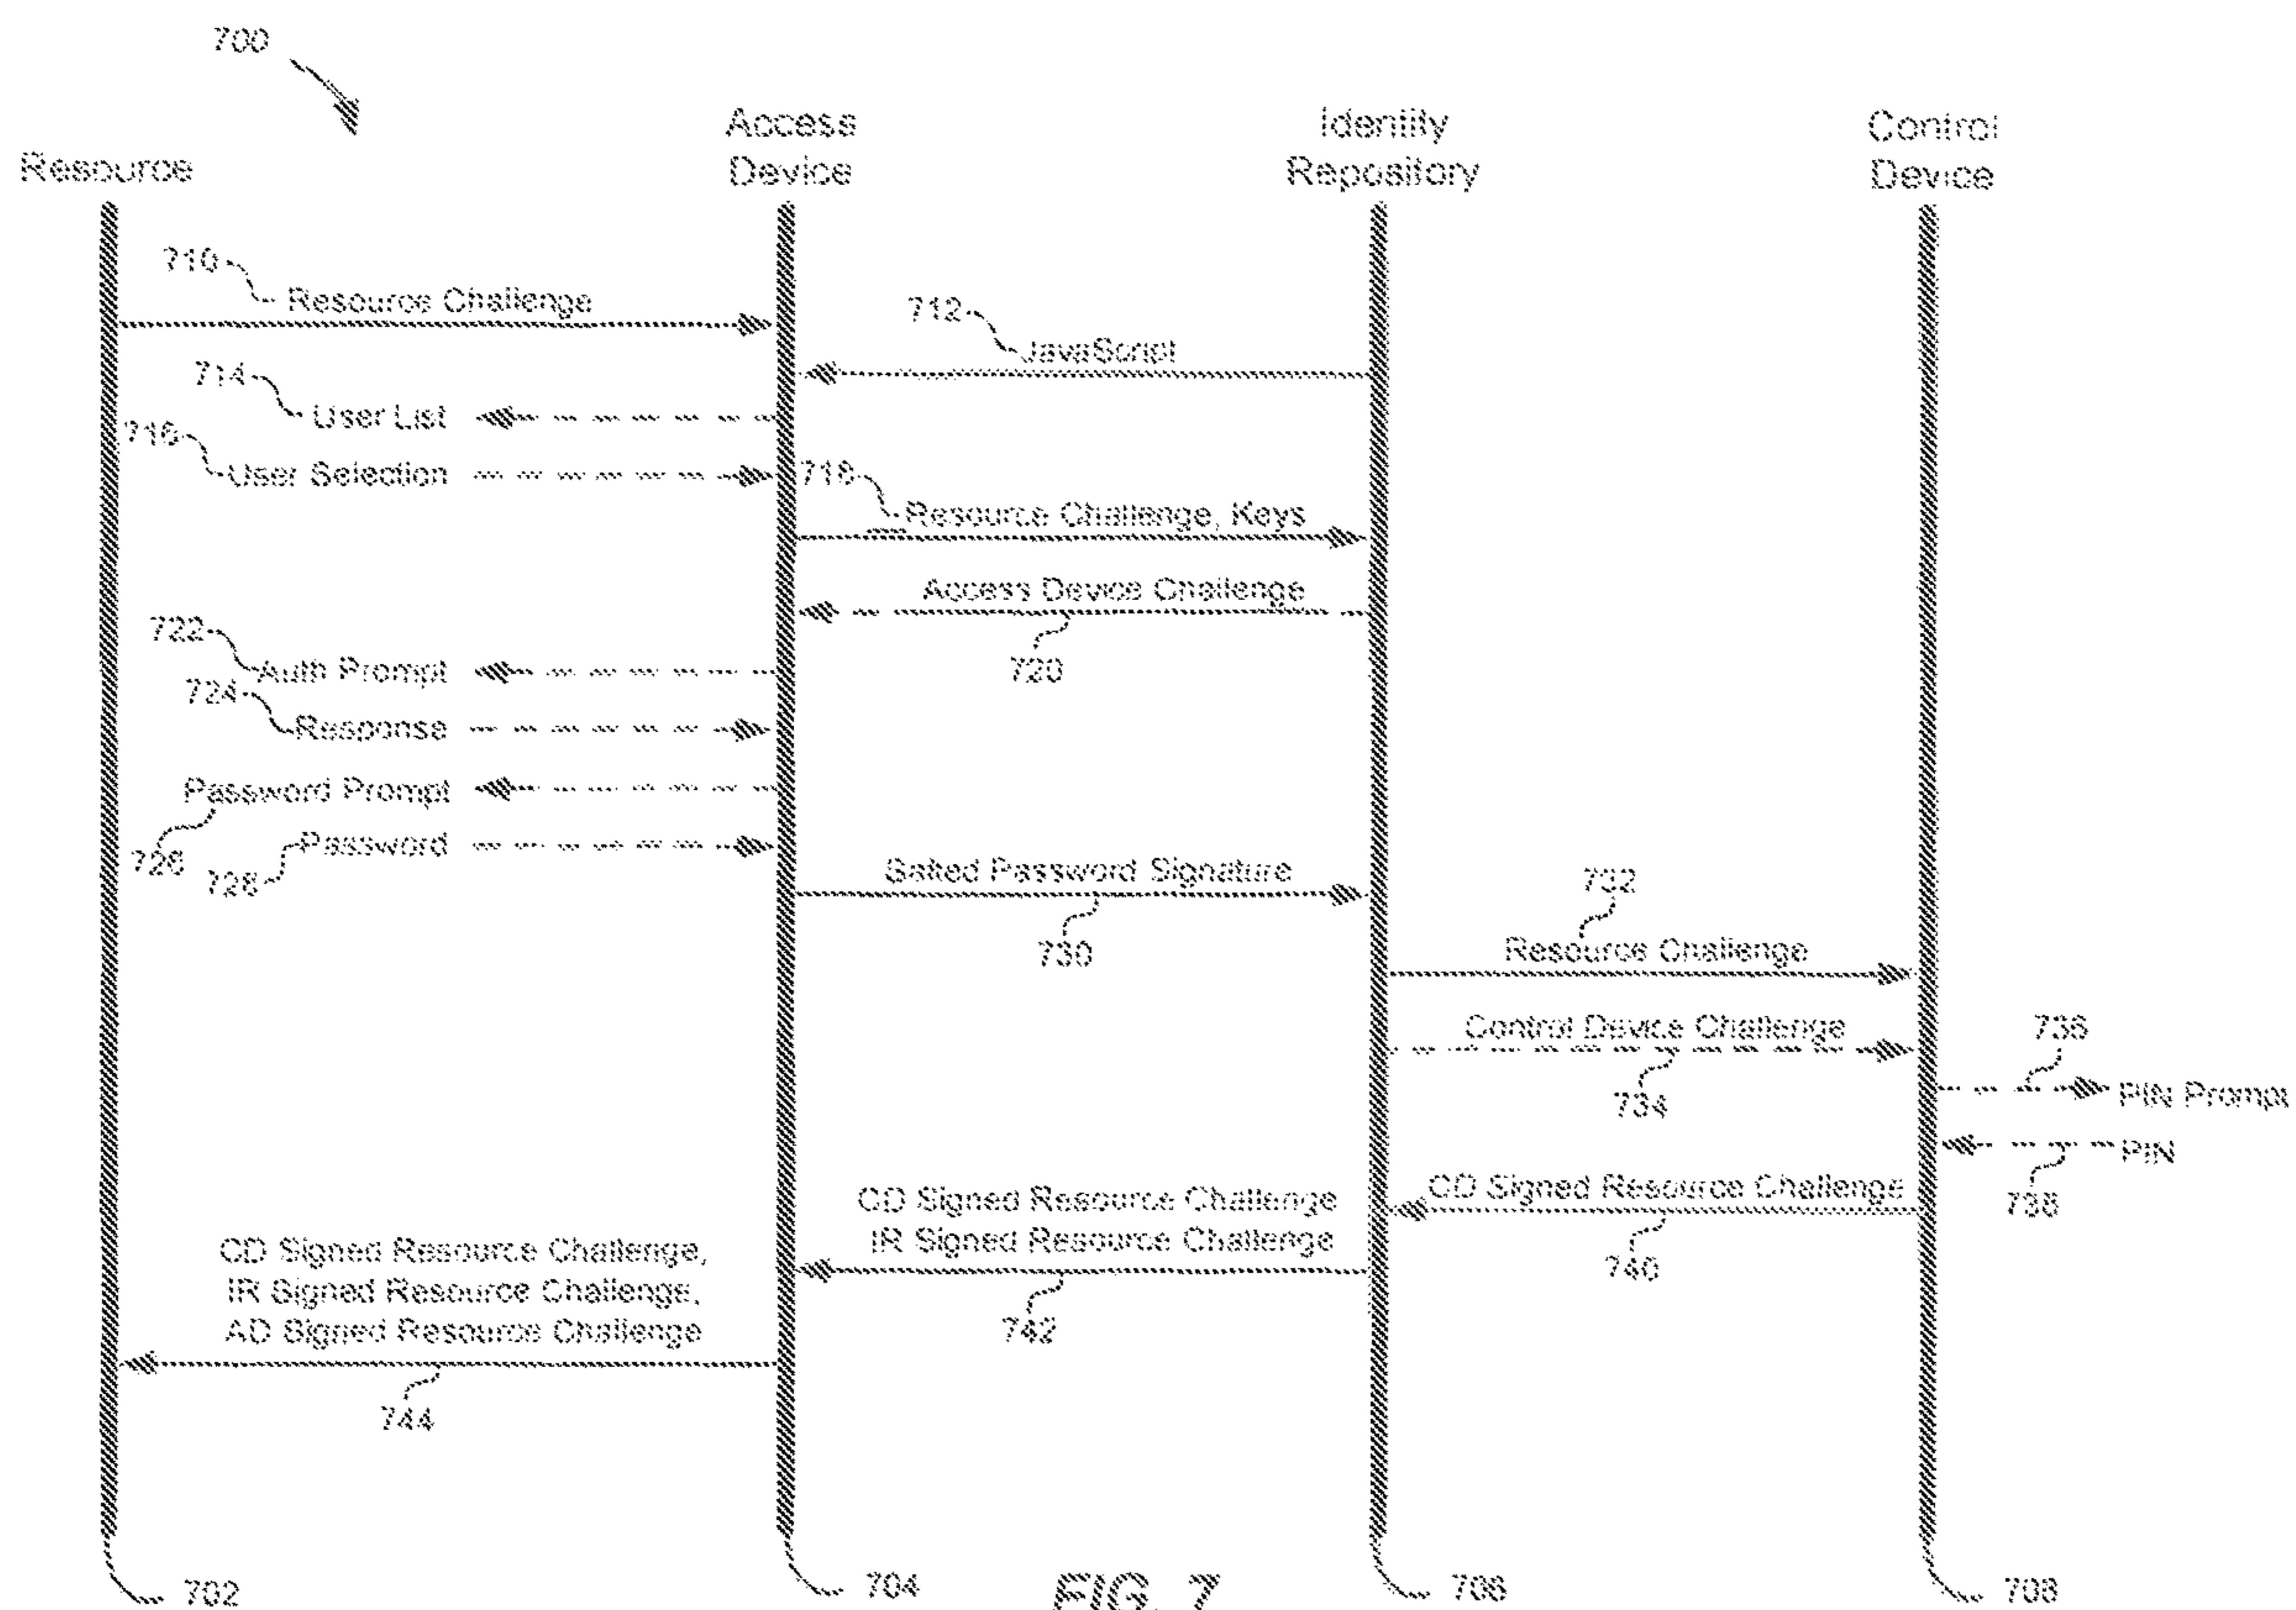 700
Resource
Access
Device
Identity
Repository
Control
Device
710
Resource Challenge
712
JavaScript
714
User List
716
User Selection
718
Resource Challenge, Keys
Access Device Challenge
720
722
Auth Prompt
724
Response
Password Prompt
726
Password
728
Salted Password Signature
730
732
Resource Challenge
Control Device Challenge
734
736
PIN Prompt
PIN
738
CD Signed Resource Challenge
740
CD Signed Resource Challenge
IR Signed Resource Challenge
742
CD Signed Resource Challenge,
IR Signed Resource Challenge,
AD Signed Resource Challenge
744
702
704
FIG. 7
706
708